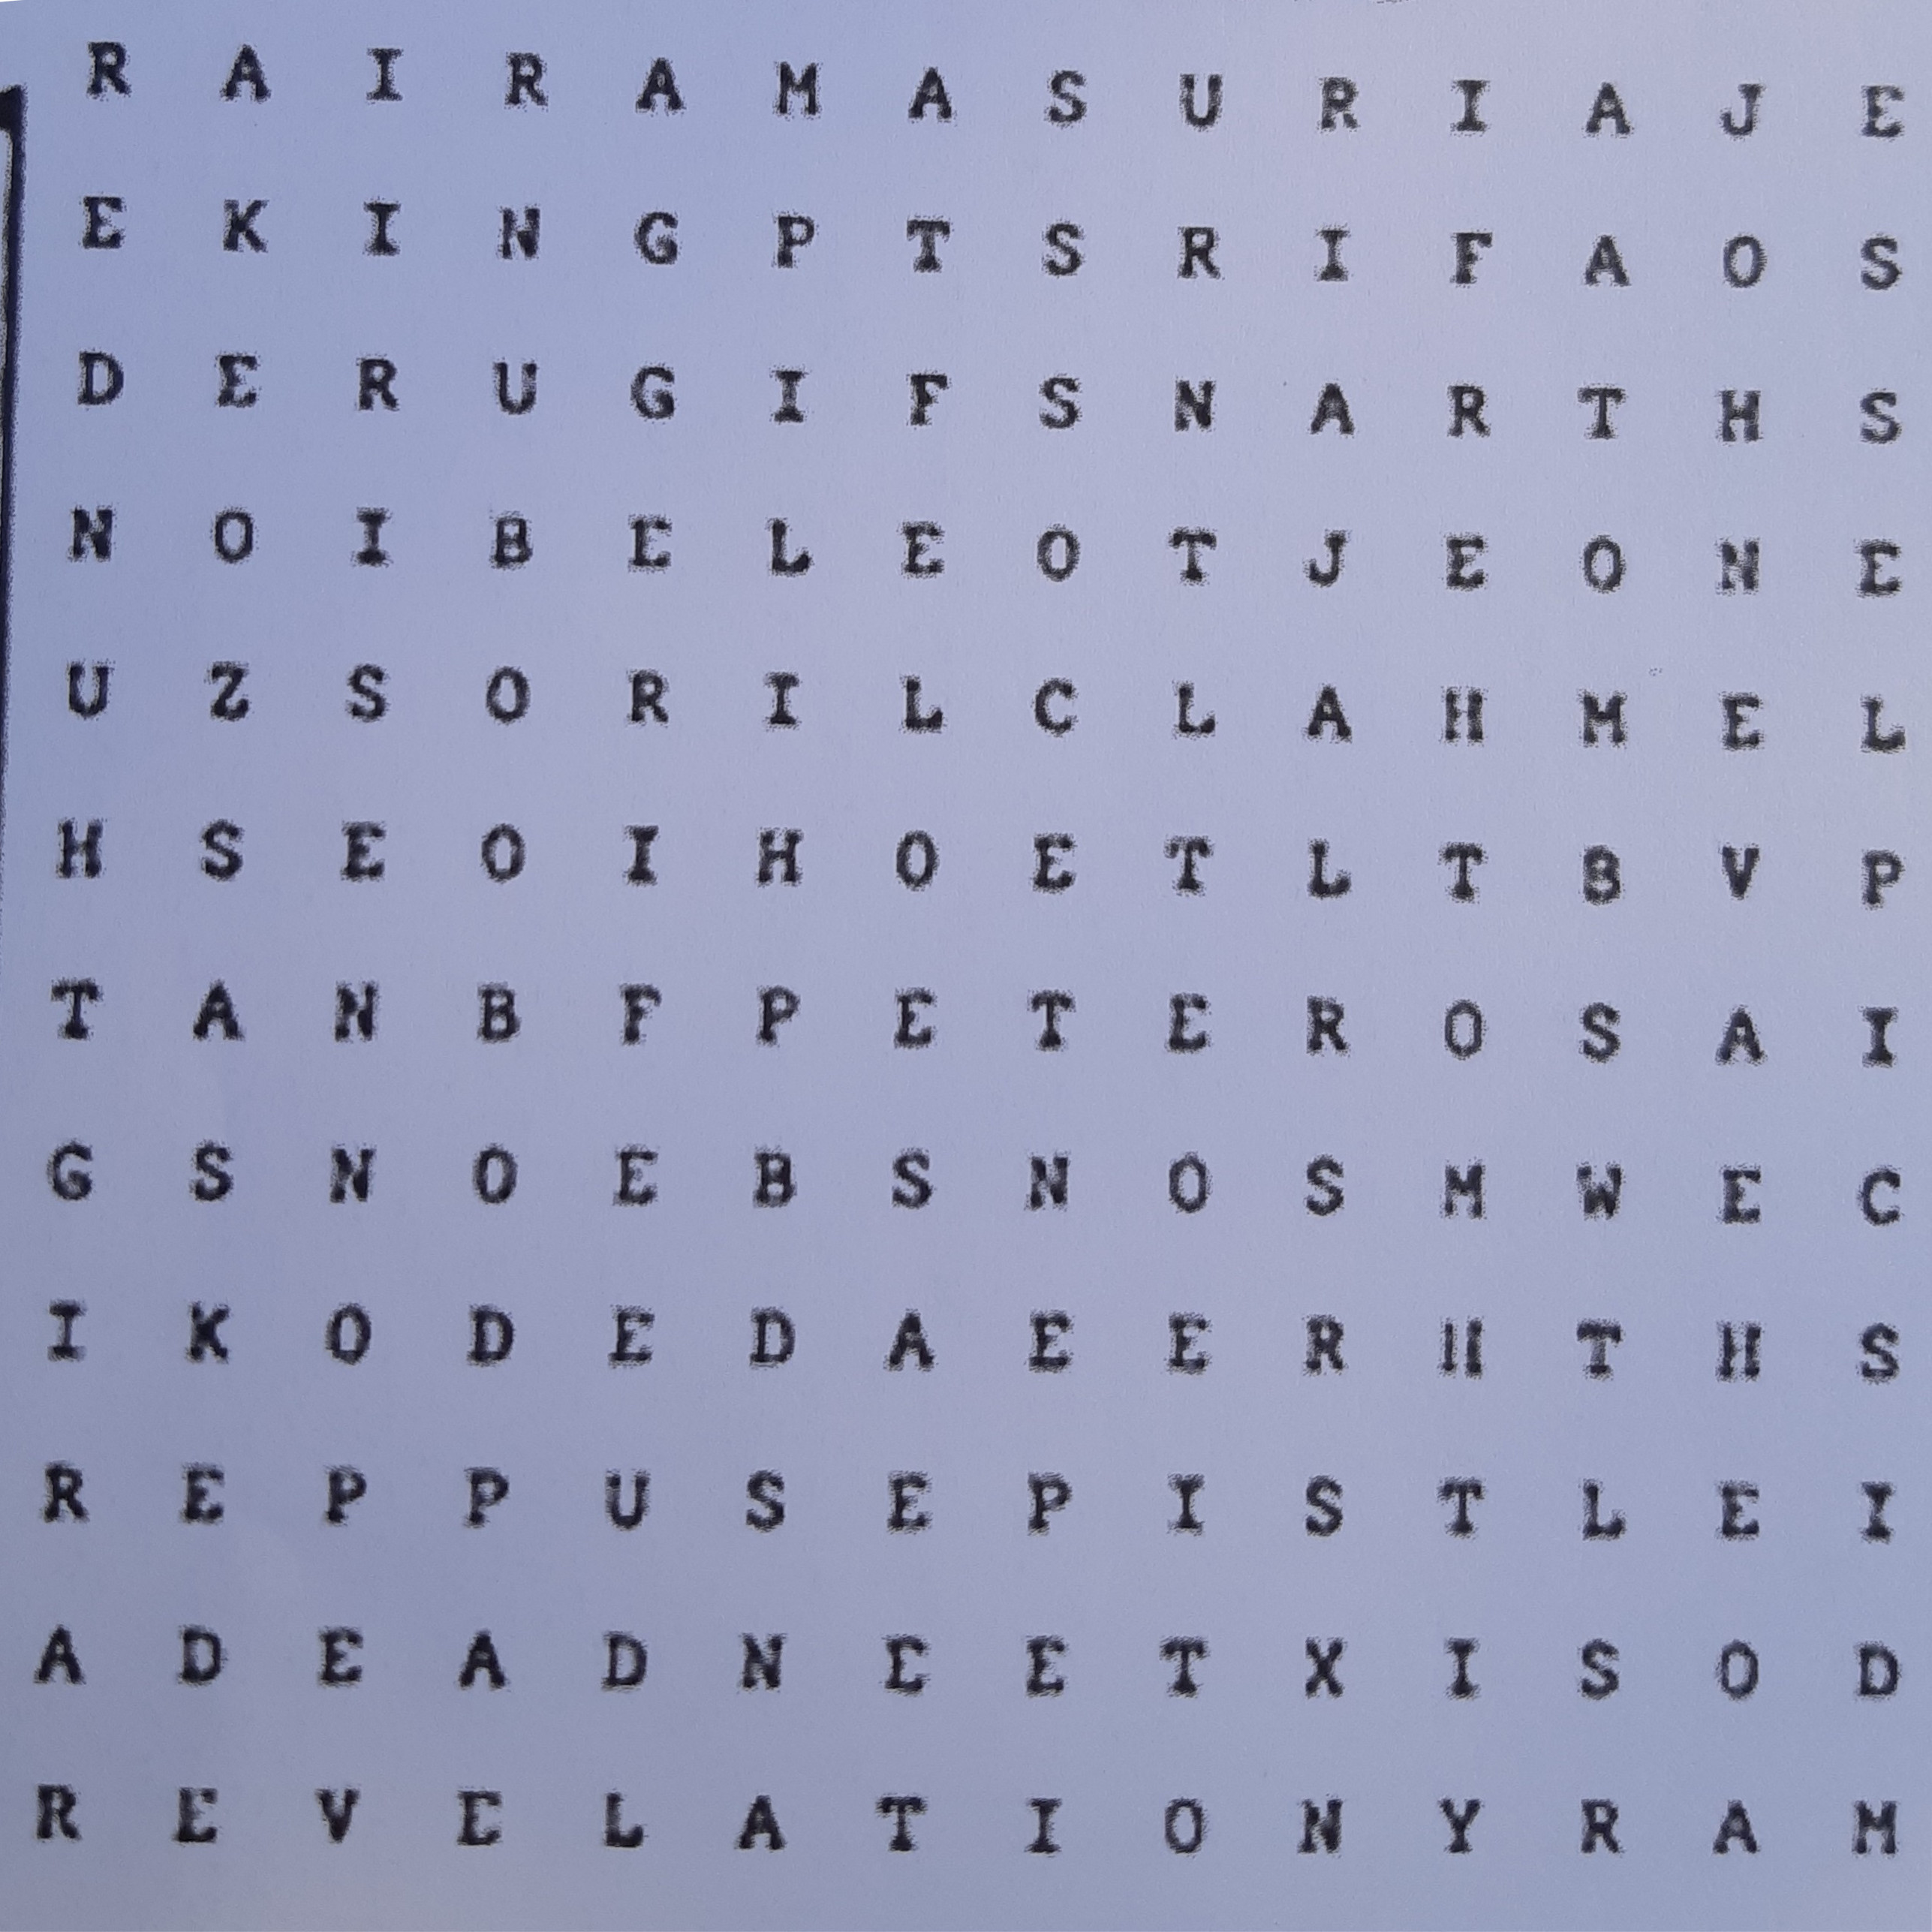 R A I R A M A S U R I A J E
E K I N G P T S R I F A O S
D E R U G I F S N A R T H S
N O I B E L E O T J E O N E
U Z S O R I L C L A H M E L
H S E O I H O E T L T B V P
T A N B F P E T E R O S A I
G S N O E B S N O S M W E C
I K O D E D A E E R H T H S
R E P P U S E P I S T L E I
A D E A D N E E T X I S O D
R E V E L A T I O N Y R A M